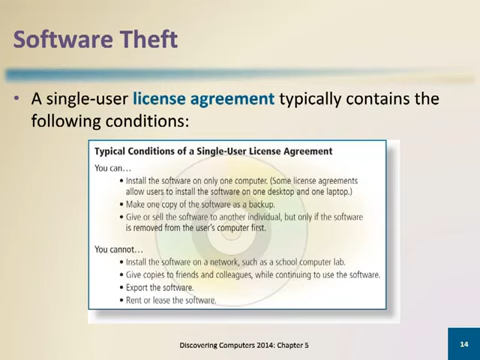 Software Theft
• A single-user license agreement typically contains the
following conditions:
Typical Conditions of a Single-User License Agreement
You can…
• Install the software on only one computer. (Some license agreements
allow users to install the software on one desktop and one laptop.)
• Make one copy of the software as a backup.
• Give or sell the software to another individual, but only if the software
is removed from the user's computer first.
You cannot…
• Install the software on a network, such as a school computer lab.
• Give copies to friends and colleagues, while continuing to use the software.
• Export the software.
• Rent or lease the software.
Discovering Computers 2014: Chapter 5
14